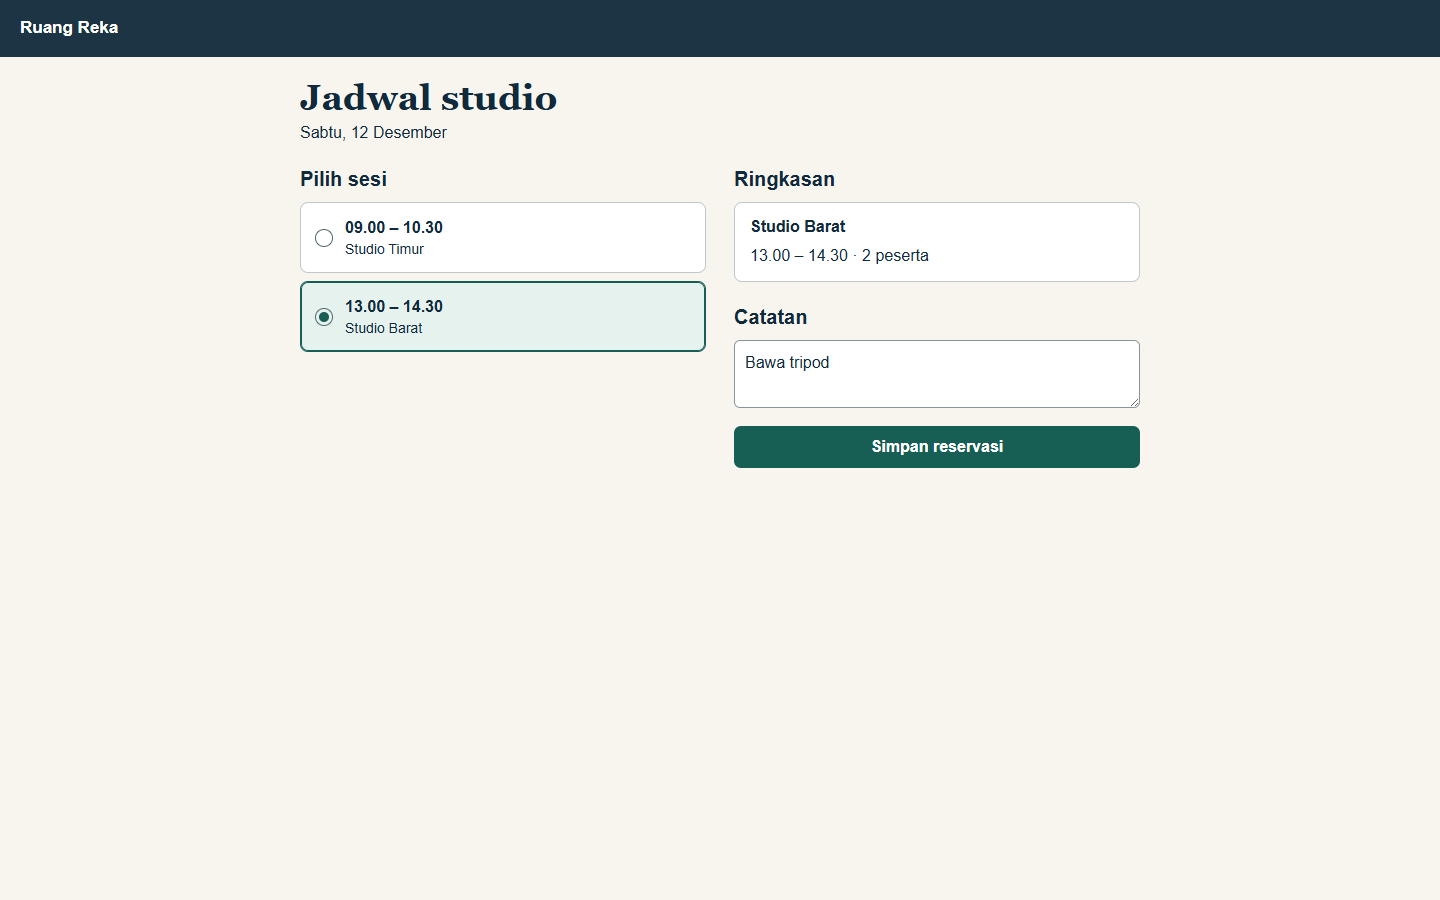 Ruang Reka
Jadwal studio
Sabtu, 12 Desember
Pilih sesi
09.00 – 10.30
Studio Timur
13.00 – 14.30
Studio Barat
Ringkasan
Studio Barat
13.00 – 14.30 · 2 peserta
Catatan
Bawa tripod
Simpan reservasi